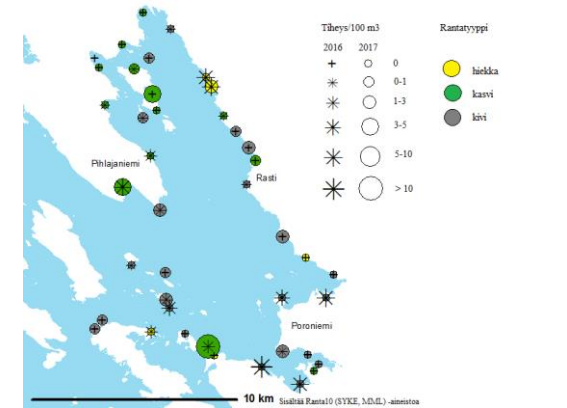 Tiheys/100 m3
Rantatyyppi
2016 2017
0
0-1
1-3
3-5
5-10
> 10
hiekka
kasvi
kivi
Pihlajaniemi
Rasti
Poroniemi
10 km
Sisältää Ranta10 (SYKE, MML) -aineistoa